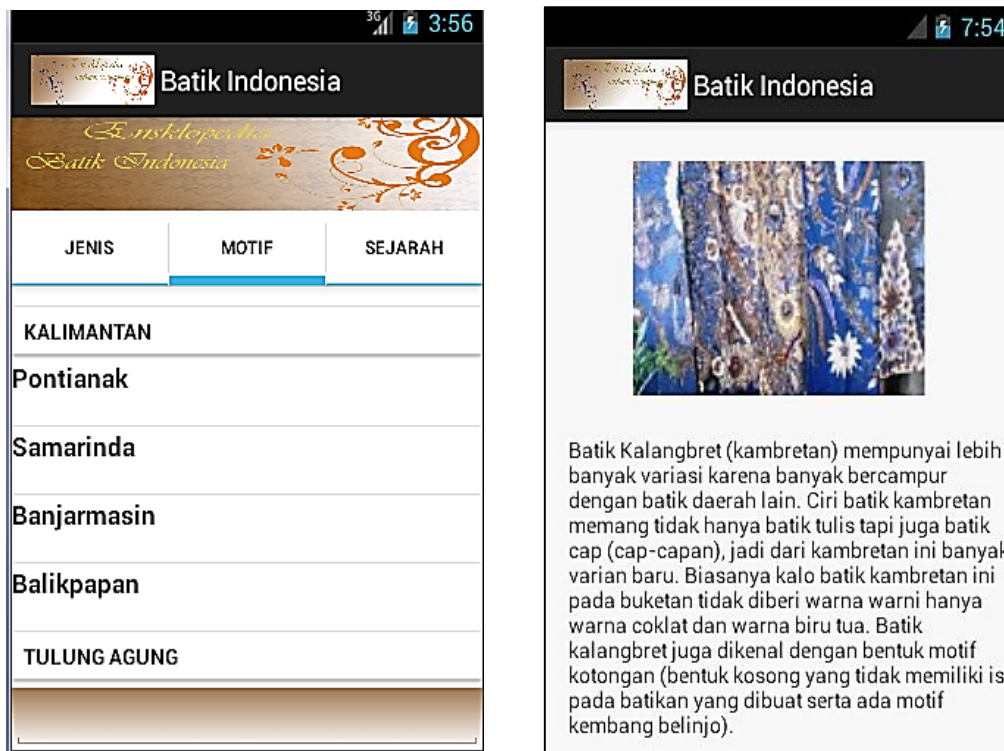 3G 3:56
Batik Indonesia
Ensklopedia
Batik Indonesia
JENIS MOTIF SEJARAH
KALIMANTAN
Pontianak
Samarinda
Banjarmasin
Balikpapan
TULUNG AGUNG
7:54
Batik Indonesia
Batik Kalangbret (kambretan) mempunyai lebih
banyak variasi karena banyak bercampur
dengan batik daerah lain. Ciri batik kambretan
memang tidak hanya batik tulis tapi juga batik
cap (cap-capan), jadi dari kambretan ini banyak
varian baru. Biasanya kalo batik kambretan ini
pada buketan tidak diberi warna warni hanya
warna coklat dan warna biru tua. Batik
kalangbret juga dikenal dengan bentuk motif
kotongan (bentuk kosong yang tidak memiliki is
pada batikan yang dibuat serta ada motif
kembang belinjo).